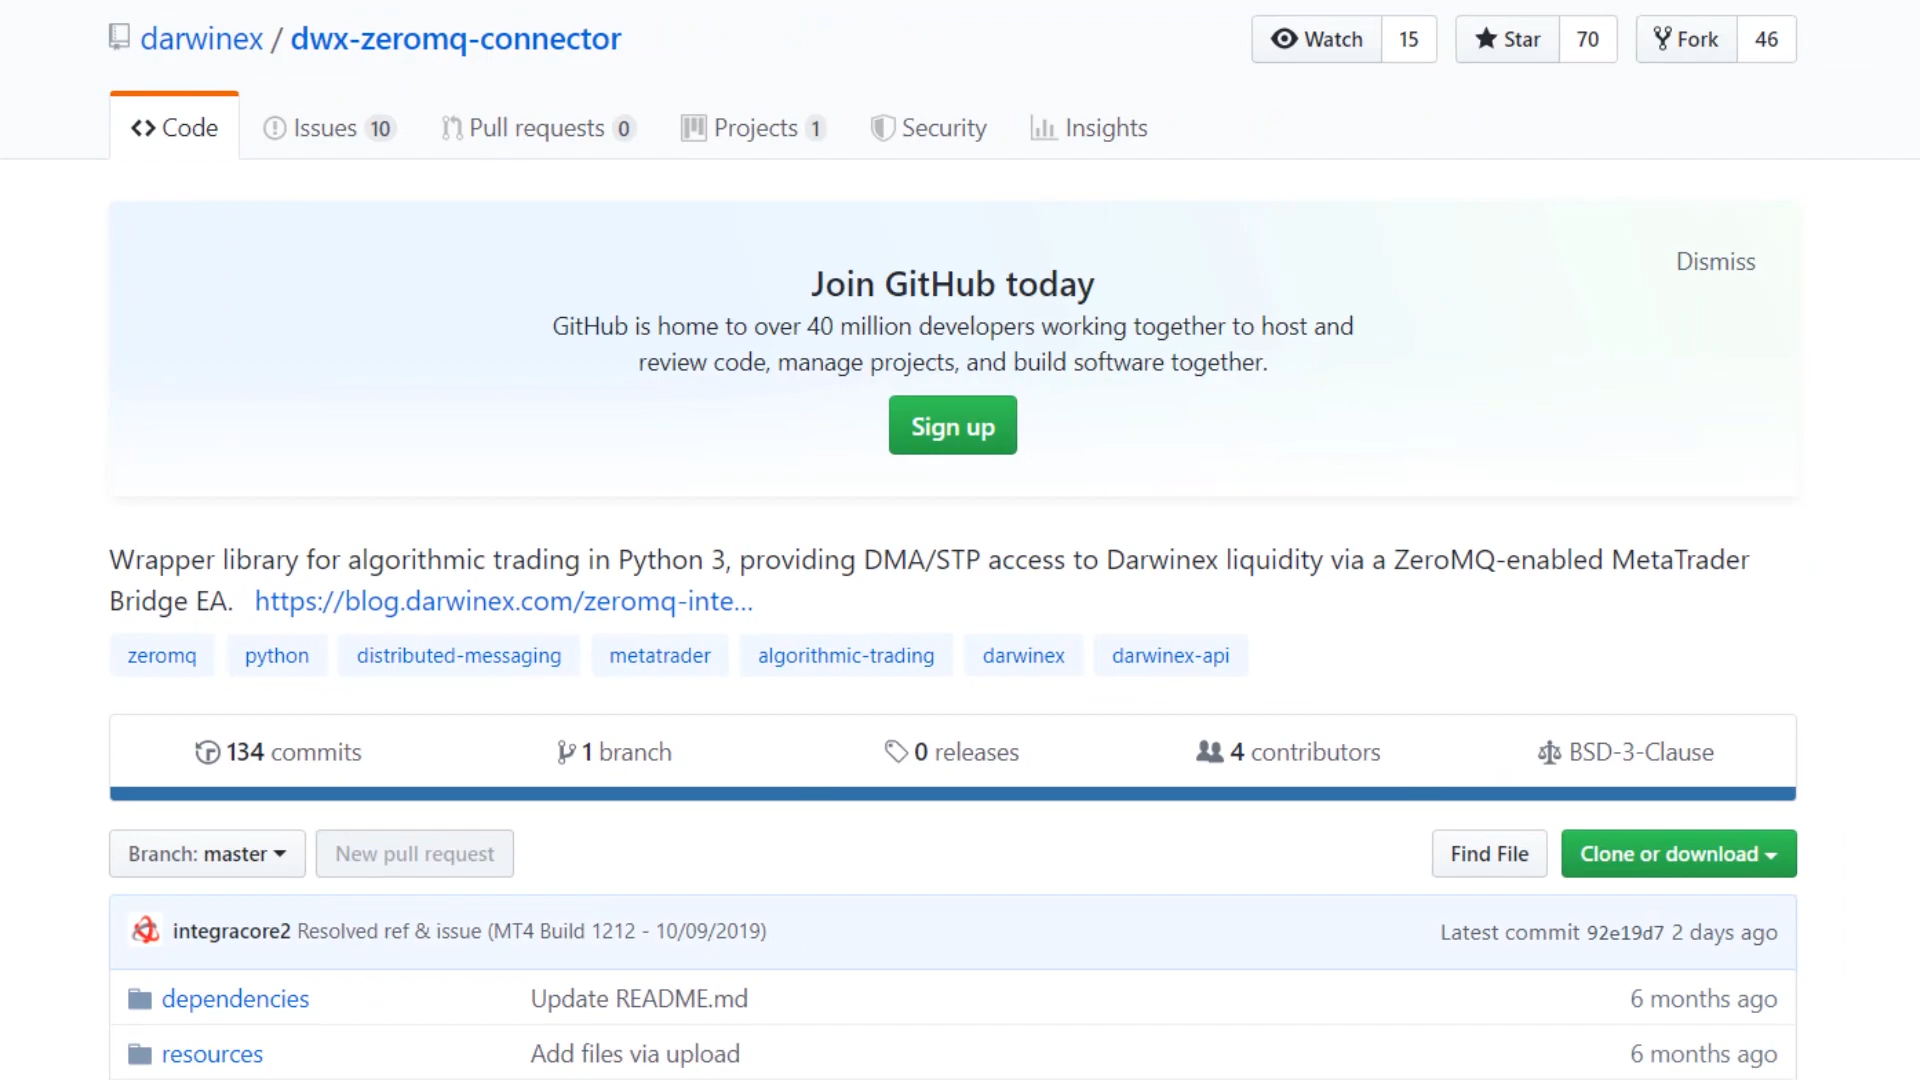 darwinex / dwx-zeromq-connector
Watch 15 Star 70 Fork 46
Code Issues 10 Pull requests 0 Projects 1 Security Insights
Dismiss
Join GitHub today
GitHub is home to over 40 million developers working together to host and
review code, manage projects, and build software together.
Sign up
Wrapper library for algorithmic trading in Python 3, providing DMA/STP access to Darwinex liquidity via a ZeroMQ-enabled MetaTrader
Bridge EA. https://blog.darwinex.com/zeromq-inte...
zeromq python distributed-messaging metatrader algorithmic-trading darwinex darwinex-api
134 commits 1 branch 0 releases 4 contributors BSD-3-Clause
Branch: master New pull request Find File Clone or download
integracore2 Resolved ref & issue (MT4 Build 1212 - 10/09/2019) Latest commit 92e19d7 2 days ago
dependencies Update README.md 6 months ago
resources Add files via upload 6 months ago